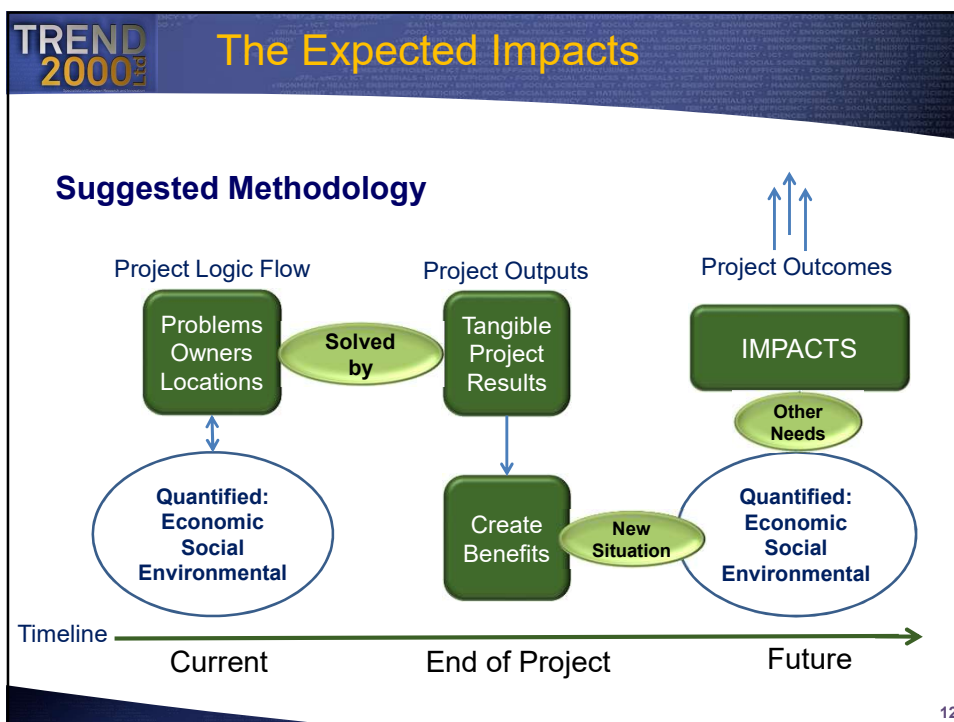 TREND
2000
Ltd
The Expected Impacts
Suggested Methodology
Project Logic Flow
Problems
Owners
Locations
Solved
by
Quantified:
Economic
Social
Environmental
Project Outputs
Tangible
Project
Results
Create
Benefits
New
Situation
Project Outcomes
IMPACTS
Other
Needs
Quantified:
Economic
Social
Environmental
Timeline
Current
End of Project
Future
12